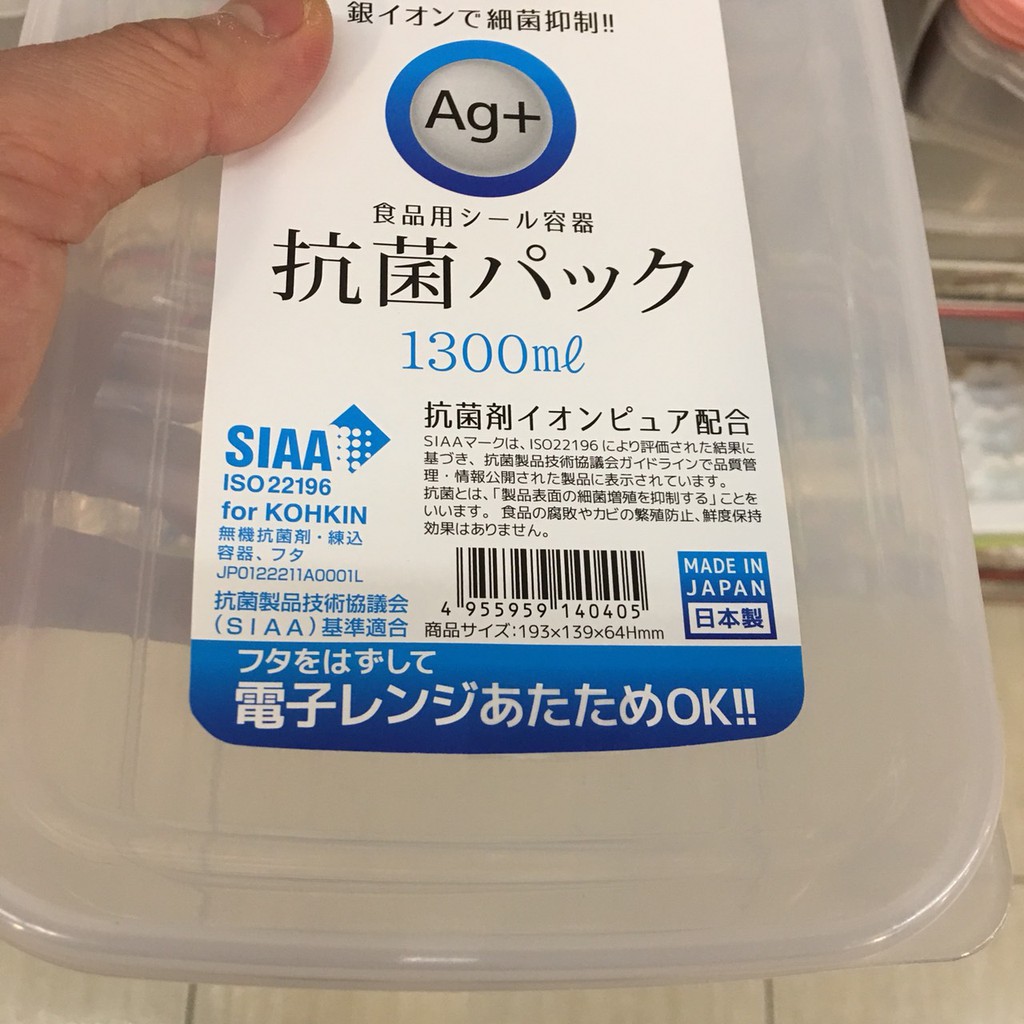 銀イオンで細菌抑制!!
Ag+
食品用シール容器
抗菌パック
1300mℓ
SIAA
ISO 22196
for KOHKIN
無機抗菌剤・練込
容器、フタ
JP0122211A0001L
抗菌製品技術協議会
(SIAA)基準適合
抗菌剤イオンピュア配合
SIAAマークは、ISO22196により評価された結果に
基づき、抗菌製品技術協議会ガイドラインで品質管
理・情報公開された製品に表示されています。
抗菌とは、「製品表面の細菌増殖を抑制する」ことを
いいます。食品の腐敗やカビの繁殖防止、鮮度保持
効果はありません。
4 955959 140405
商品サイズ:193×139×64Hmm
MADE IN
JAPAN
日本製
フタをはずして
電子レンジあたためOK!!